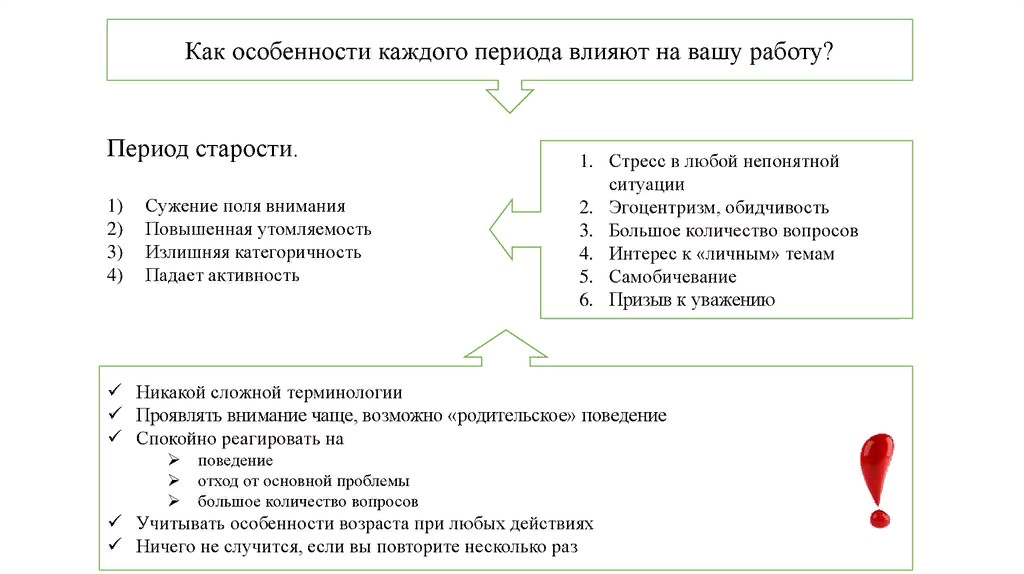 Как особенности каждого периода влияют на вашу работу?
Период старости.
1) Сужение поля внимания
2) Повышенная утомляемость
3) Излишняя категоричность
4) Падает активность
1. Стресс в любой непонятной
ситуации
2. Эгоцентризм, обидчивость
3. Большое количество вопросов
4. Интерес к «личным» темам
5. Самобичевание
6. Призыв к уважению
✓ Никакой сложной терминологии
✓ Проявлять внимание чаще, возможно «родительское» поведение
✓ Спокойно реагировать на
➢ поведение
➢ отход от основной проблемы
➢ большое количество вопросов
✓ Учитывать особенности возраста при любых действиях
✓ Ничего не случится, если вы повторите несколько раз